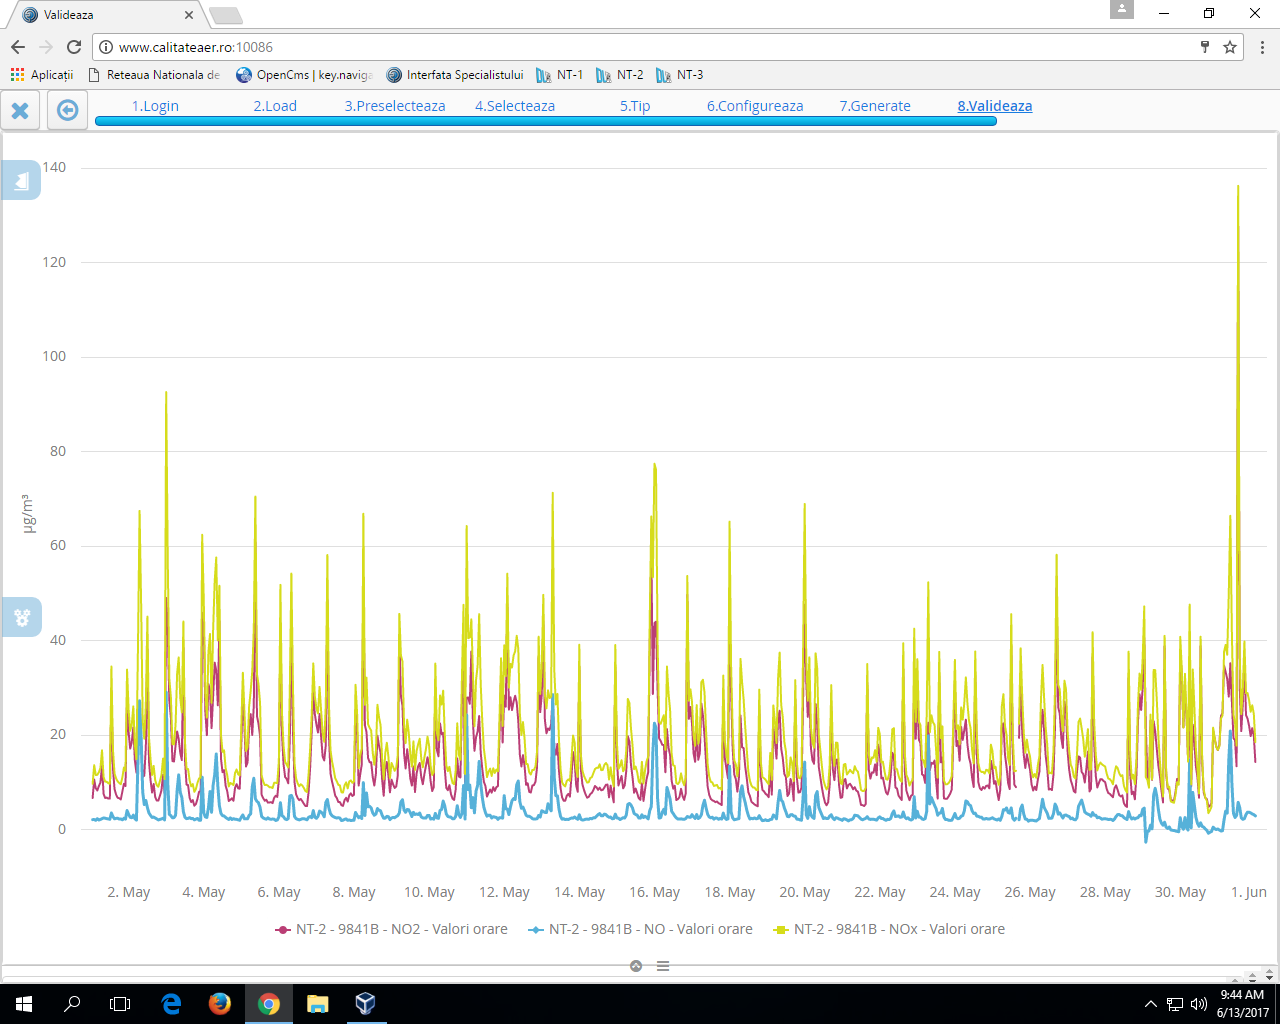 Valideaza
www.calitateaer.ro:10086
Aplicații
Reteaua Nationala de
OpenCms | key.naviga
Interfata Specialistului
NT-1
NT-2
NT-3
1.Login
2.Load
3.Preselecteaza
4.Selecteaza
5.Tip
6.Configureaza
7.Generate
8.Valideaza
140
120
100
80
60
40
20
0
µg/m³
2. May
4. May
6. May
8. May
10. May
12. May
14. May
16. May
18. May
20. May
22. May
24. May
26. May
28. May
30. May
1. Jun
NT-2 - 9841B - NO2 - Valori orare
NT-2 - 9841B - NO - Valori orare
NT-2 - 9841B - NOx - Valori orare
9:44 AM
6/13/2017